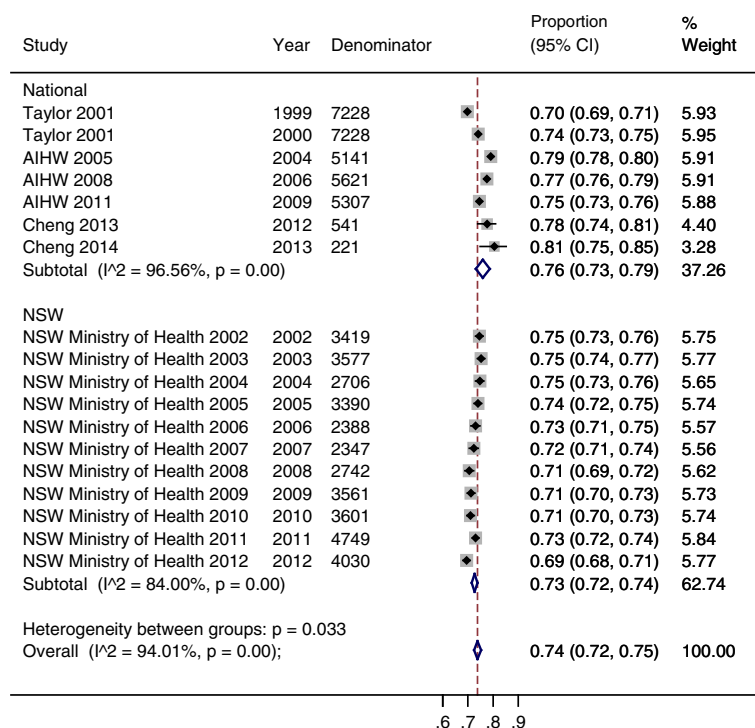 Study Year Denominator Proportion (95% CI) % Weight
National
Taylor 2001 1999 7228 0.70 (0.69, 0.71) 5.93
Taylor 2001 2000 7228 0.74 (0.73, 0.75) 5.95
AIHW 2005 2004 5141 0.79 (0.78, 0.80) 5.91
AIHW 2008 2006 5621 0.77 (0.76, 0.79) 5.91
AIHW 2011 2009 5307 0.75 (0.73, 0.76) 5.88
Cheng 2013 2012 541 0.78 (0.74, 0.81) 4.40
Cheng 2014 2013 221 0.81 (0.75, 0.85) 3.28
Subtotal (I^2 = 96.56%, p = 0.00) 0.76 (0.73, 0.79) 37.26
NSW
NSW Ministry of Health 2002 2002 3419 0.75 (0.73, 0.76) 5.75
NSW Ministry of Health 2003 2003 3577 0.75 (0.74, 0.77) 5.77
NSW Ministry of Health 2004 2004 2706 0.75 (0.73, 0.76) 5.65
NSW Ministry of Health 2005 2005 3390 0.74 (0.72, 0.75) 5.74
NSW Ministry of Health 2006 2006 2388 0.73 (0.71, 0.75) 5.57
NSW Ministry of Health 2007 2007 2347 0.72 (0.71, 0.74) 5.56
NSW Ministry of Health 2008 2008 2742 0.71 (0.69, 0.72) 5.62
NSW Ministry of Health 2009 2009 3561 0.71 (0.70, 0.73) 5.73
NSW Ministry of Health 2010 2010 3601 0.71 (0.70, 0.73) 5.74
NSW Ministry of Health 2011 2011 4749 0.73 (0.72, 0.74) 5.84
NSW Ministry of Health 2012 2012 4030 0.69 (0.68, 0.71) 5.77
Subtotal (I^2 = 84.00%, p = 0.00) 0.73 (0.72, 0.74) 62.74
Heterogeneity between groups: p = 0.033
Overall (I^2 = 94.01%, p = 0.00); 0.74 (0.72, 0.75) 100.00
.6 .7 .8 .9